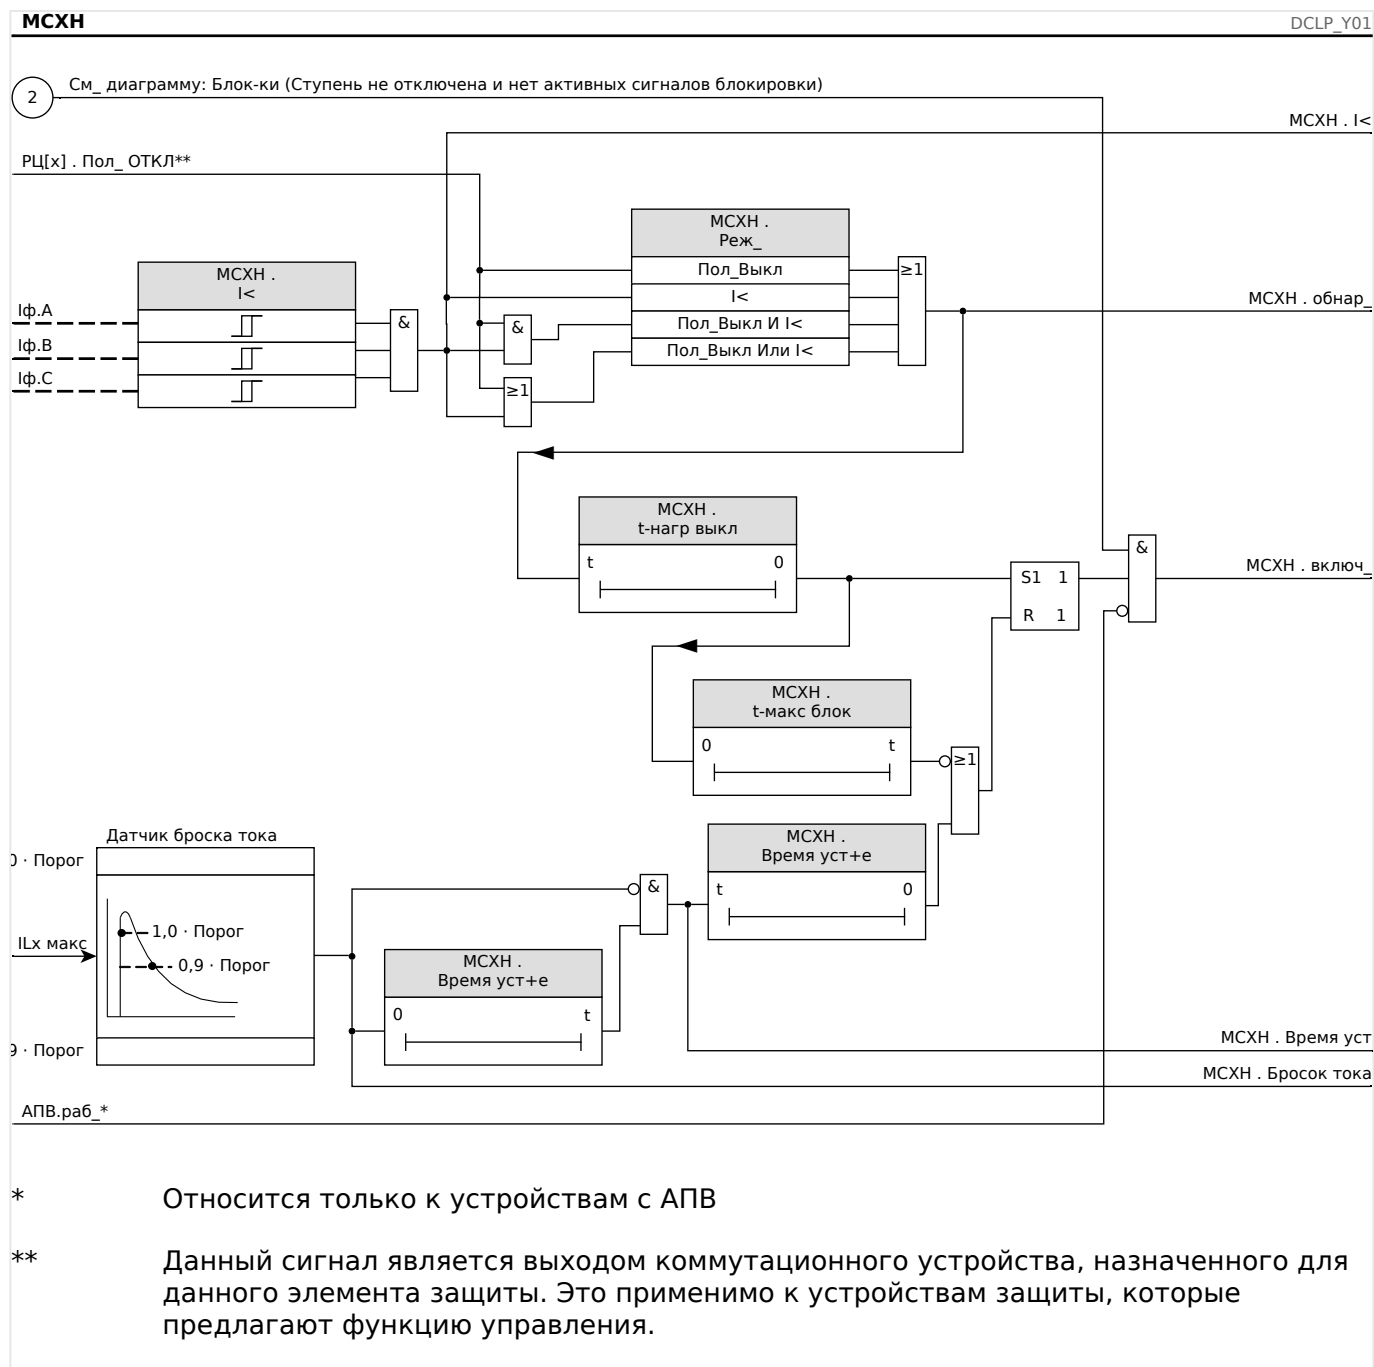 МСХН
DCLP_Y01
2
См_ диаграмму: Блок-ки (Ступень не отключена и нет активных сигналов блокировки)
МСХН . I<
РЦ[x] . Пол_ ОТКЛ**
МСХН .
Реж_
Пол_Выкл
≥1
I<
Пол_Выкл И I<
Пол_Выкл Или I<
МСХН .
I<
Iф.A
Iф.B
Iф.C
&
&
≥1
МСХН . обнар_
МСХН .
t-нагр выкл
t 0
S1 1
R 1
&
МСХН . включ_
МСХН .
t-макс блок
0 t
≥1
Датчик броска тока
0 · Порог
1,0 · Порог
ILx макс
0,9 · Порог
9 · Порог
&
МСХН .
Время уст+е
t 0
МСХН .
Время уст+е
0 t
МСХН . Время уст
МСХН . Бросок тока
АПВ.раб_*
* Относится только к устройствам с АПВ
** Данный сигнал является выходом коммутационного устройства, назначенного для
данного элемента защиты. Это применимо к устройствам защиты, которые
предлагают функцию управления.